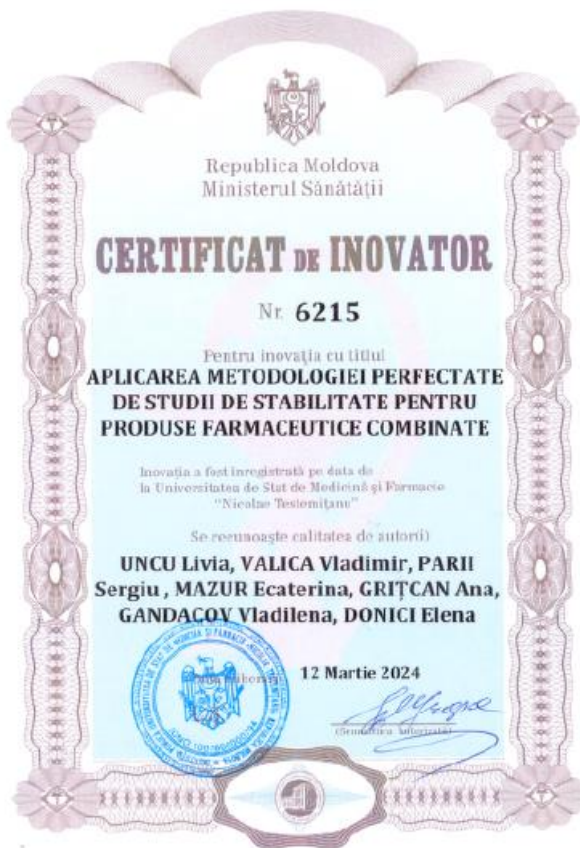 Republica Moldova
Ministerul Sănătății
CERTIFICAT DE INOVATOR
Nr. 6215
Pentru inovația cu titlul
APLICAREA METODOLOGIEI PERFECTATE
DE STUDII DE STABILITATE PENTRU
PRODUSE FARMACEUTICE COMBINATE
Inovația a fost inregistrată pe data de
la Universitatea de Stat de Medicină și Farmacie
"Nicolae Testemițanu"
Se recunoaște calitatea de autor(i)
UNCU Livia, VALICA Vladimir, PARII
Sergiu , MAZUR Ecaterina, GRIȚCAN Ana,
GANDACOV Vladilena, DONICI Elena
12 Martie 2024
(Semnătura autorizată)